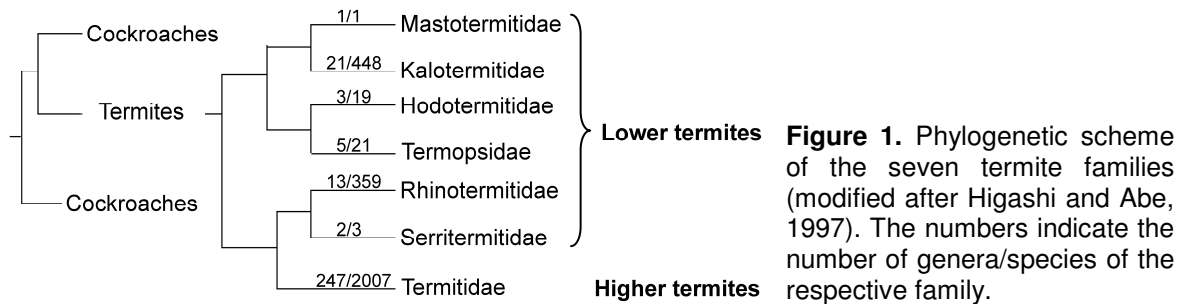 1/1
Mastotermitidae
Cockroaches
21/448
Kalotermitidae
3/19
Hodotermitidae
Termites
5/21
Termopsidae
Lower termites
13/359
Rhinotermitidae
Cockroaches
2/3
Serritermitidae
247/2007
Termitidae
Higher termites
Figure 1. Phylogenetic scheme
of the seven termite families
(modified after Higashi and Abe,
1997). The numbers indicate the
number of genera/species of the
respective family.